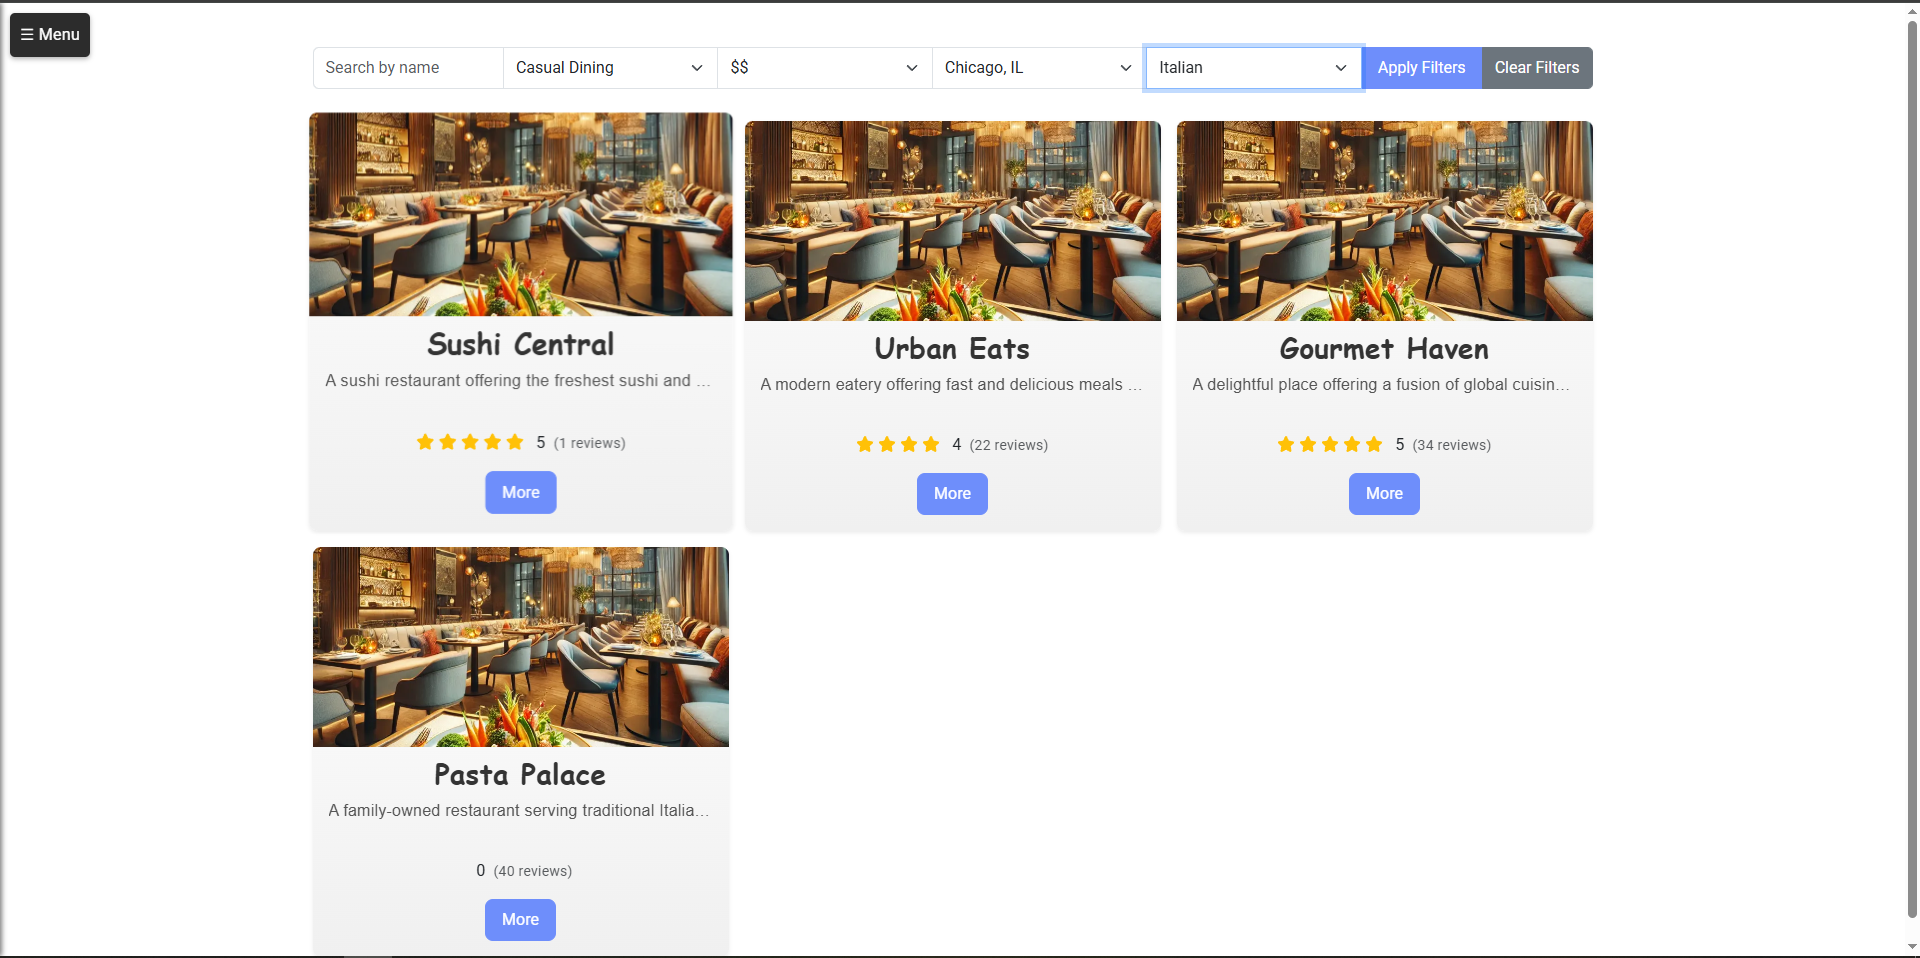 ☰ Menu
Search by name
Casual Dining
$$
Chicago, IL
Italian
Apply Filters
Clear Filters
Sushi Central
A sushi restaurant offering the freshest sushi and ...
5 (1 reviews)
More
Urban Eats
A modern eatery offering fast and delicious meals ...
4 (22 reviews)
More
Gourmet Haven
A delightful place offering a fusion of global cuisin...
5 (34 reviews)
More
Pasta Palace
A family-owned restaurant serving traditional Italia...
0 (40 reviews)
More